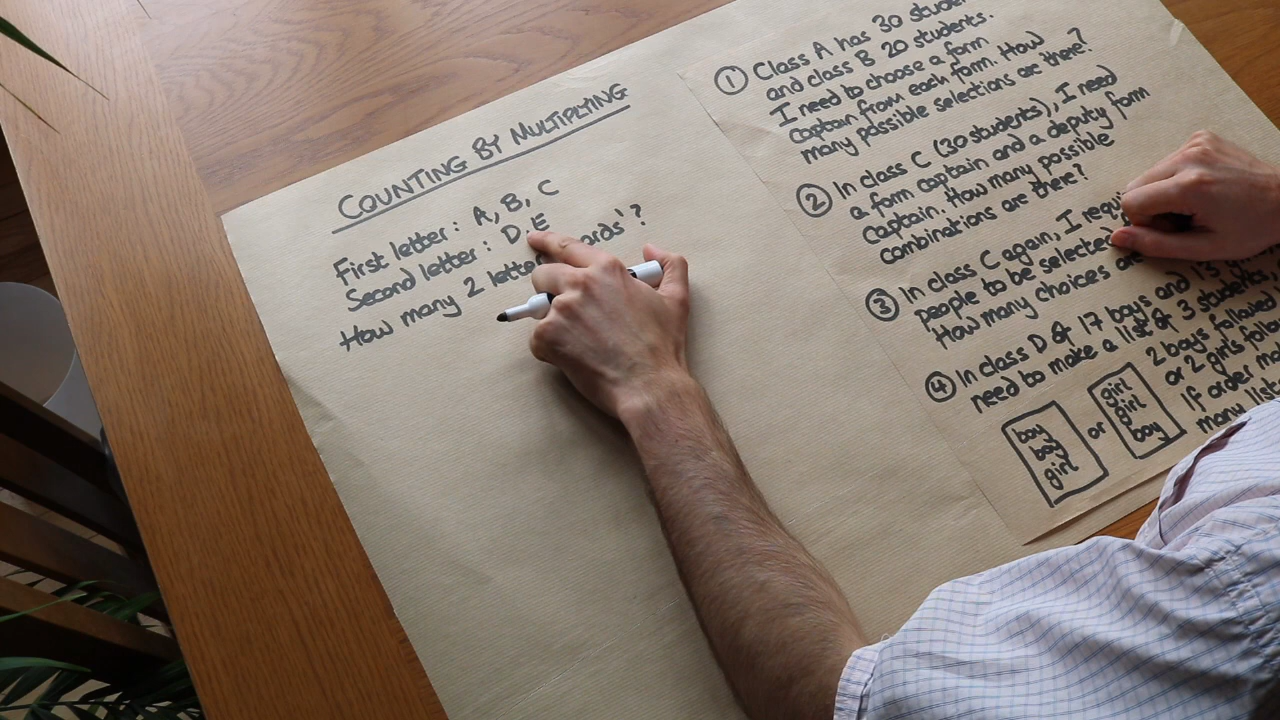 COUNTING BY MULTIPLYING
First letter : A, B, C
Second letter : D, E
How many 2 letter ?
① Class A has 30
and class B 20 students.
I need to choose a form
captain from each form. How
many possible selections are there?
② In class C (30 students), I need
a form captain and a deputy form
captain. How many possible
combinations are there?
③ In class C again, I
people to be selected
How many choices are
④ In class D of 17 boys and 13
need to make a list of 3 students,
2 boys followed
or 2 girls
If order
many
boy
boy
girl
or
girl
girl
boy